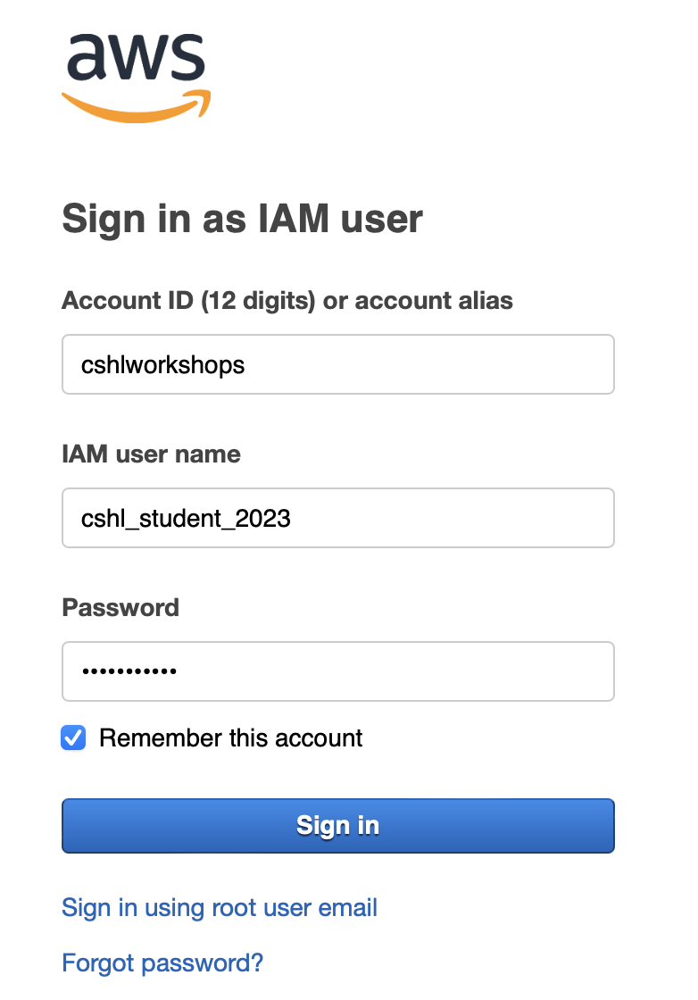 aws
Sign in as IAM user
Account ID (12 digits) or account alias
cshlworkshops
IAM user name
cshl_student_2023
Password
•••••••••••
Remember this account
Sign in
Sign in using root user email
Forgot password?